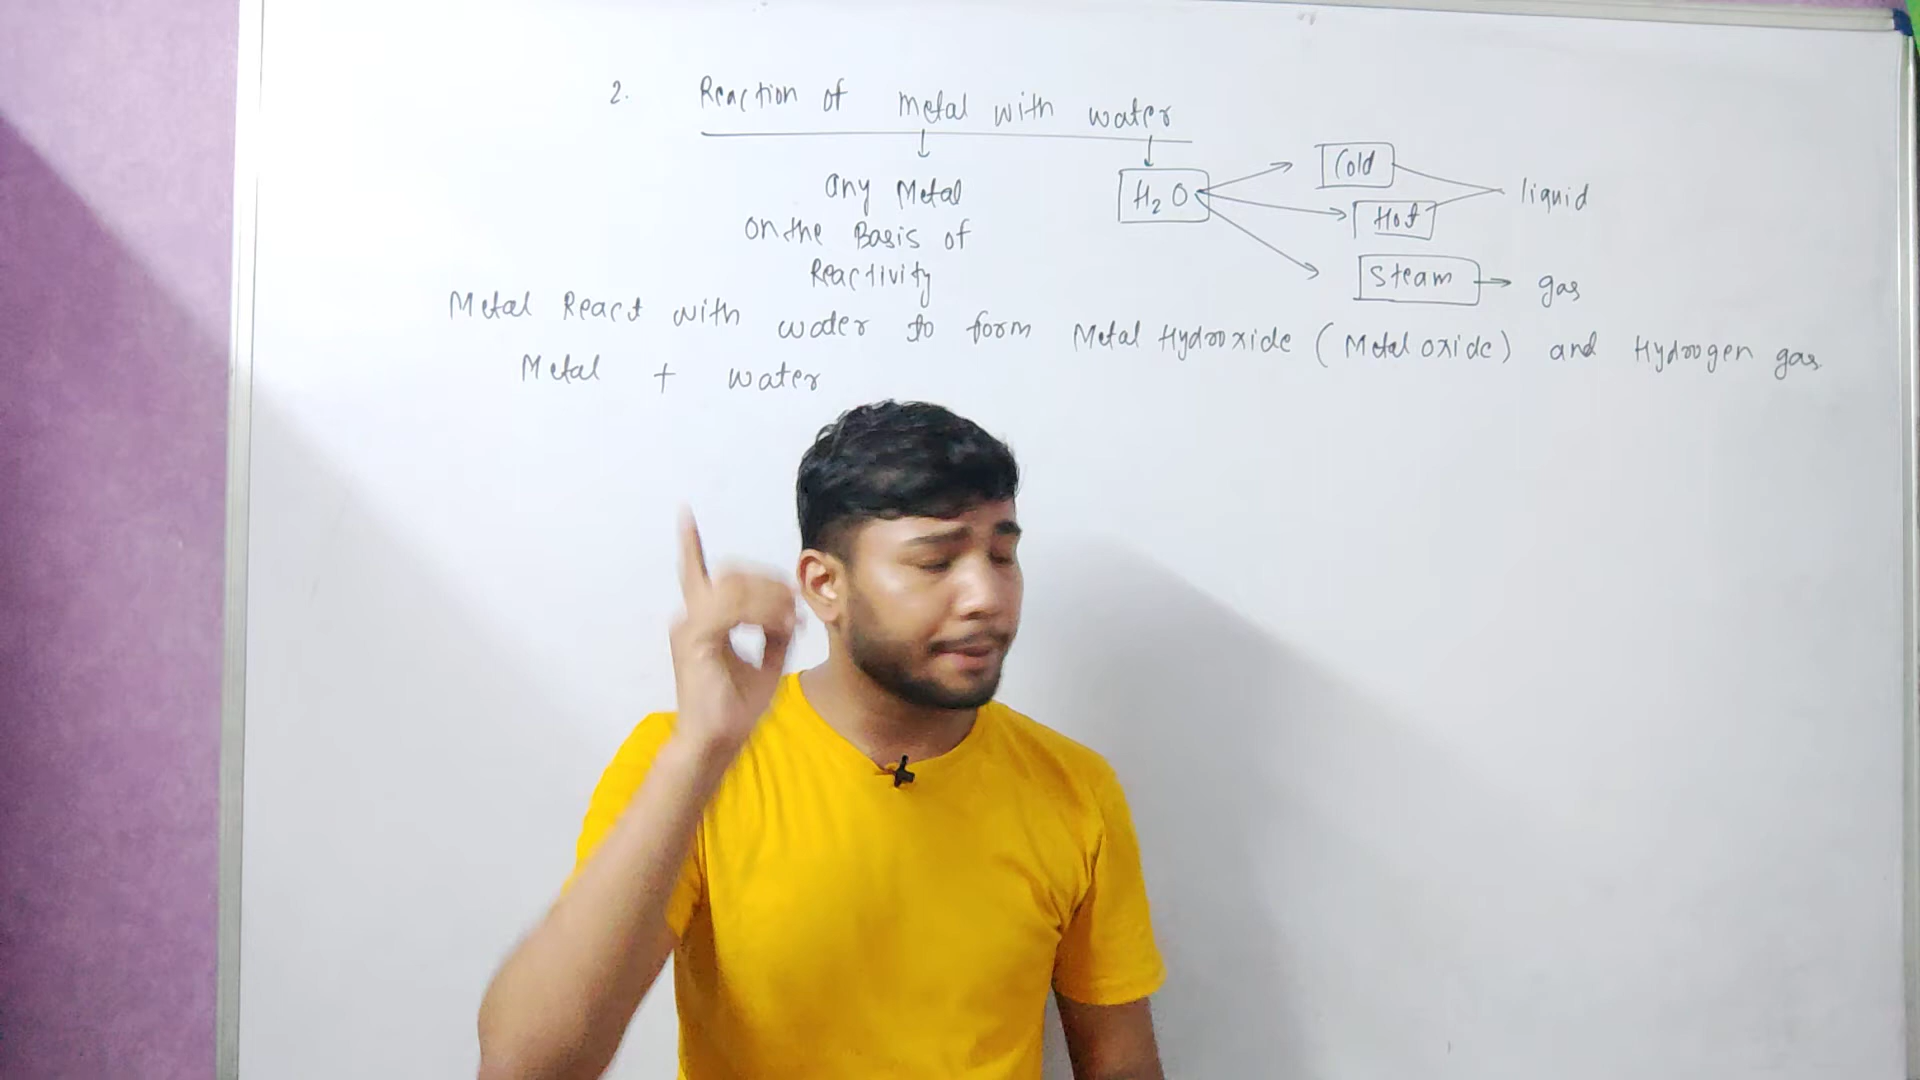 2. Reaction of Metal with water
any Metal
on the Basis of
Reactivity
H₂O
Cold
Hot
liquid
Steam
gas
Metal React with water to form Metal Hydroxide (Metal oxide) and Hydrogen gas
Metal + water